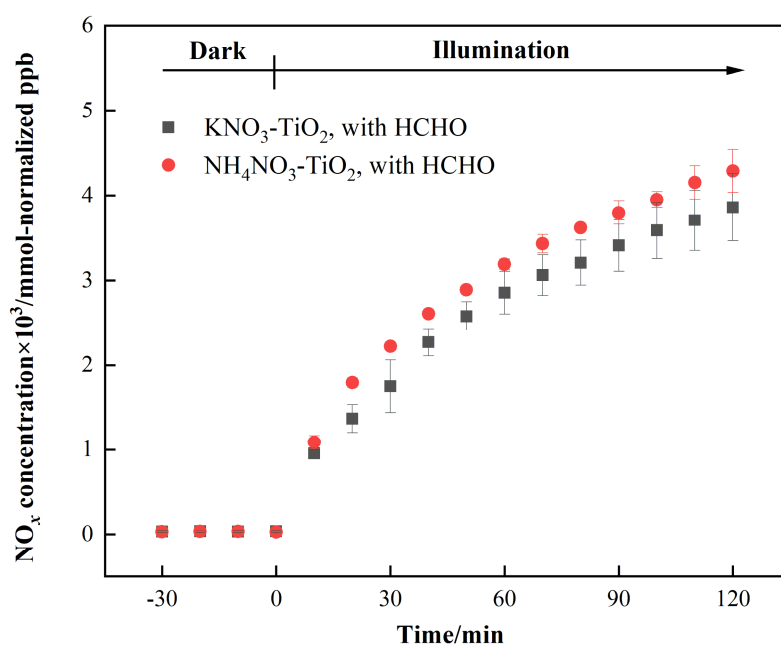 6
5
4
3
2
1
0
Dark
Illumination
KNO₃-TiO₂, with HCHO
NH₄NO₃-TiO₂, with HCHO
NOₓ concentration×10³/mmol-normalized ppb
-30 0 30 60 90 120
Time/min